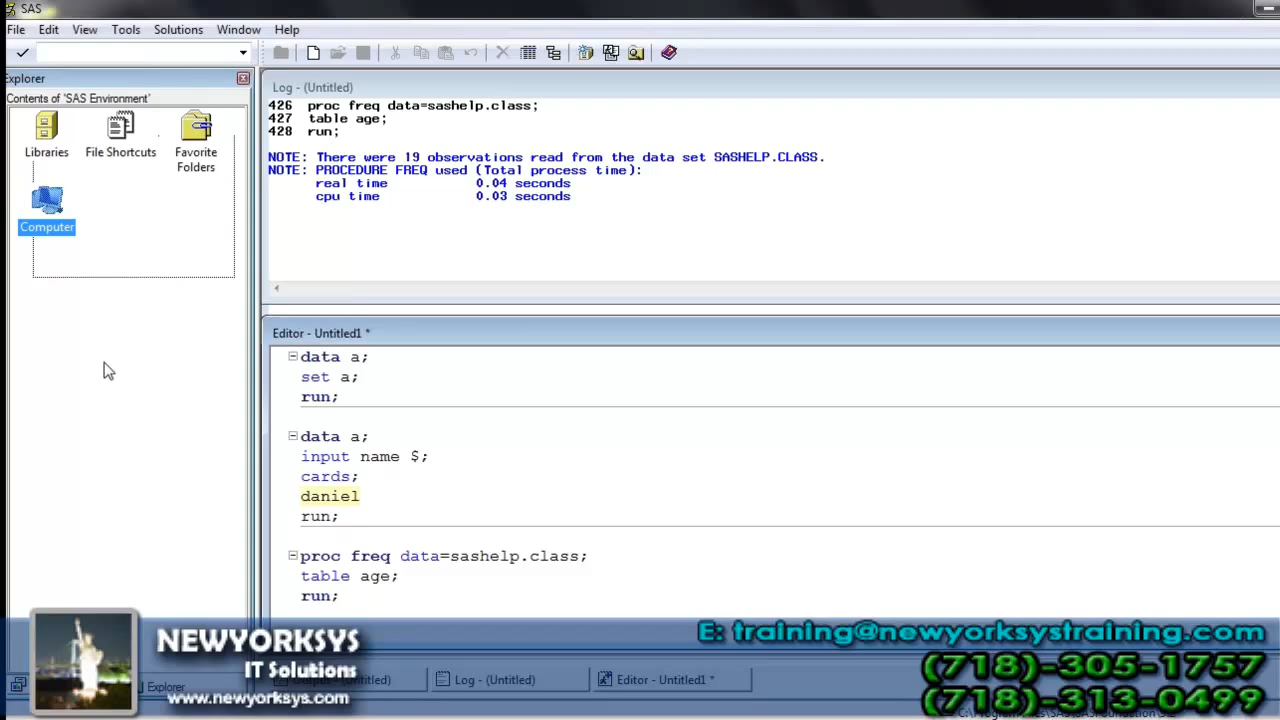 SAS
File Edit View Tools Solutions Window Help
Explorer
Contents of 'SAS Environment'
Libraries
File Shortcuts
Favorite
Folders
Computer
Log - (Untitled)
426 proc freq data=sashelp.class;
427 table age;
428 run;
NOTE: There were 19 observations read from the data set SASHELP.CLASS.
NOTE: PROCEDURE FREQ used (Total process time):
real time 0.04 seconds
cpu time 0.03 seconds
Editor - Untitled1 *
data a;
set a;
run;
data a;
input name $;
cards;
daniel
run;
proc freq data=sashelp.class;
table age;
run;
NEWYORKSYS
IT Solutions
www.newyorksys.com
E: training@newyorksystraining.com
(718)-305-1757
(718)-313-0499
Explorer
Log - (Untitled)
Editor - Untitled1 *